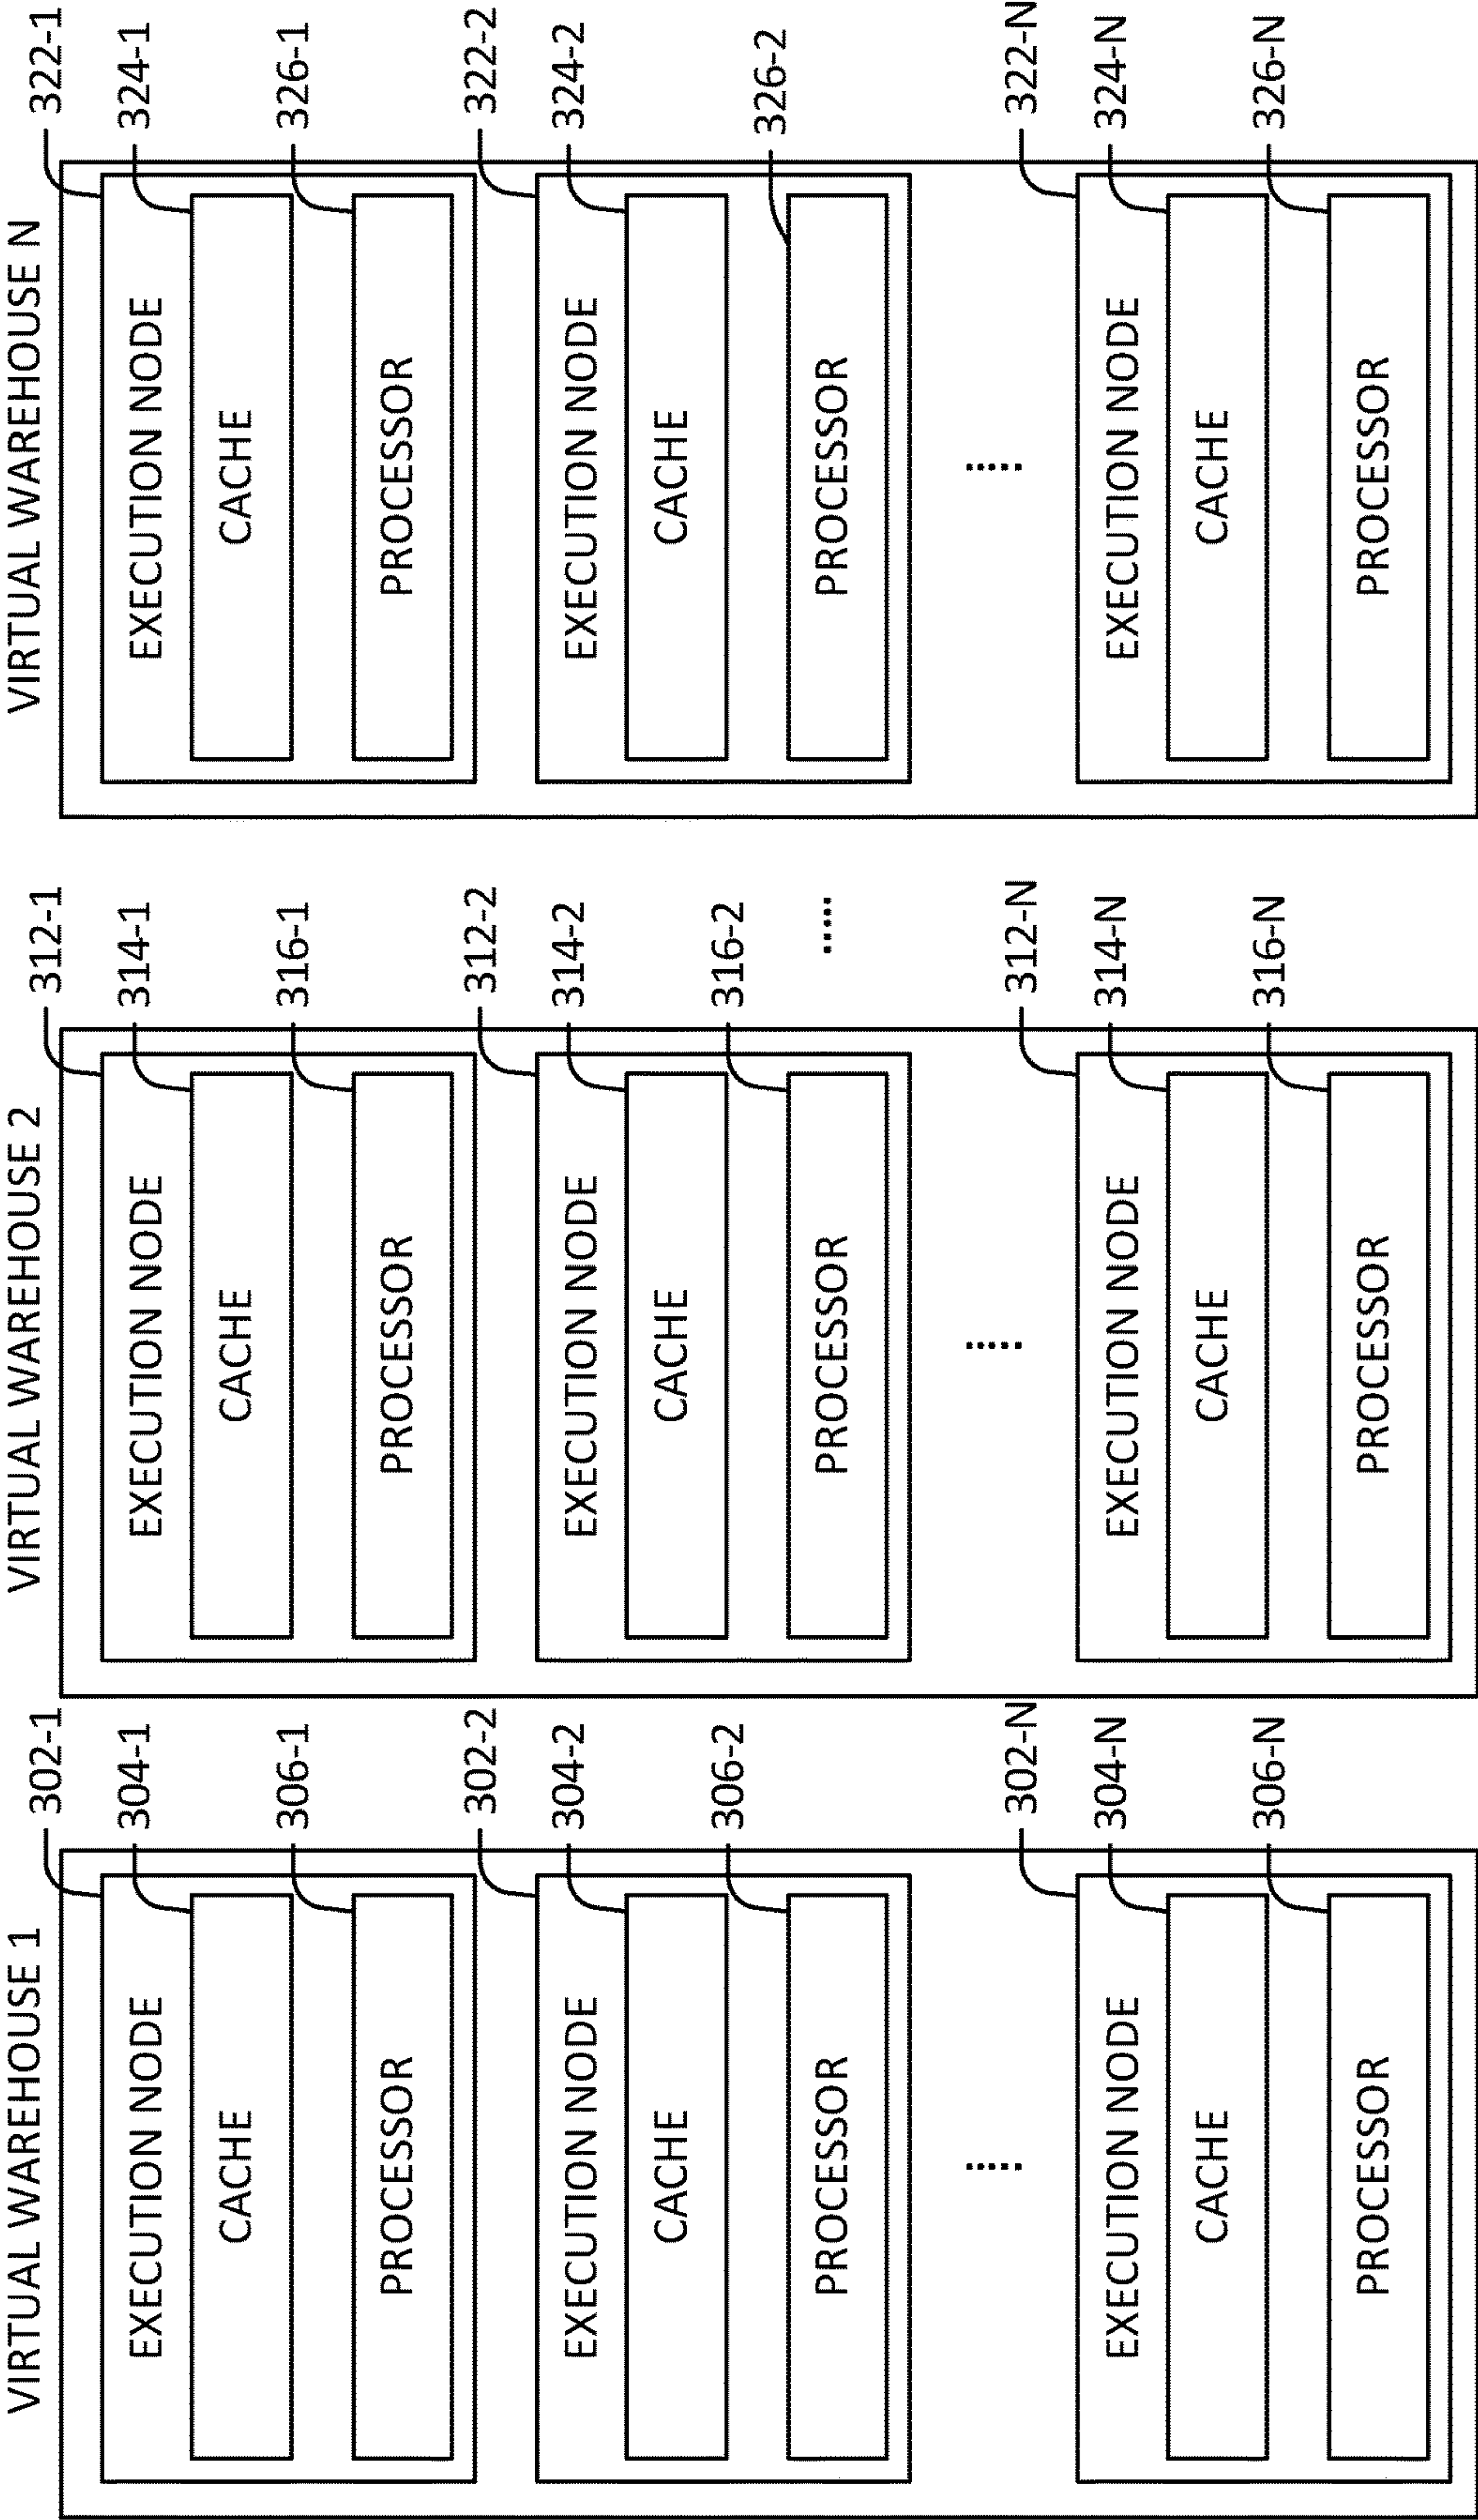 VIRTUAL WAREHOUSE 1
302-1
EXECUTION NODE
304-1
CACHE
306-1
PROCESSOR
302-2
EXECUTION NODE
304-2
CACHE
306-2
PROCESSOR
.....
302-N
EXECUTION NODE
304-N
CACHE
306-N
PROCESSOR
VIRTUAL WAREHOUSE 2
312-1
EXECUTION NODE
314-1
CACHE
316-1
PROCESSOR
312-2
EXECUTION NODE
314-2
CACHE
316-2
PROCESSOR
.....
312-N
EXECUTION NODE
314-N
CACHE
316-N
PROCESSOR
.....
VIRTUAL WAREHOUSE N
322-1
EXECUTION NODE
324-1
CACHE
326-1
PROCESSOR
322-2
EXECUTION NODE
324-2
CACHE
326-2
PROCESSOR
.....
322-N
EXECUTION NODE
324-N
CACHE
326-N
PROCESSOR